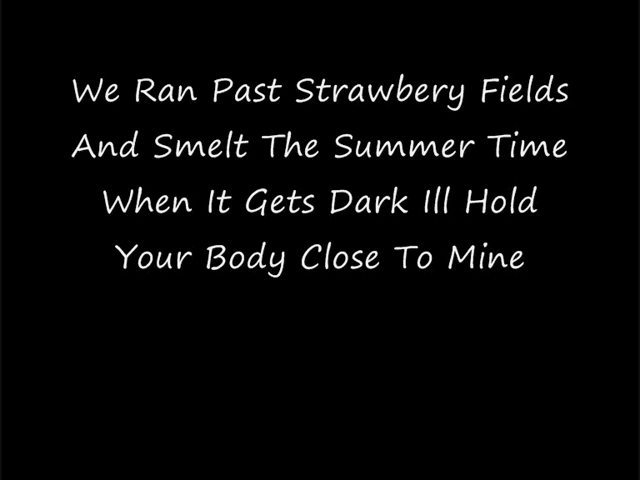 We Ran Past Strawbery Fields
And Smelt The Summer Time
When It Gets Dark Ill Hold
Your Body Close To Mine